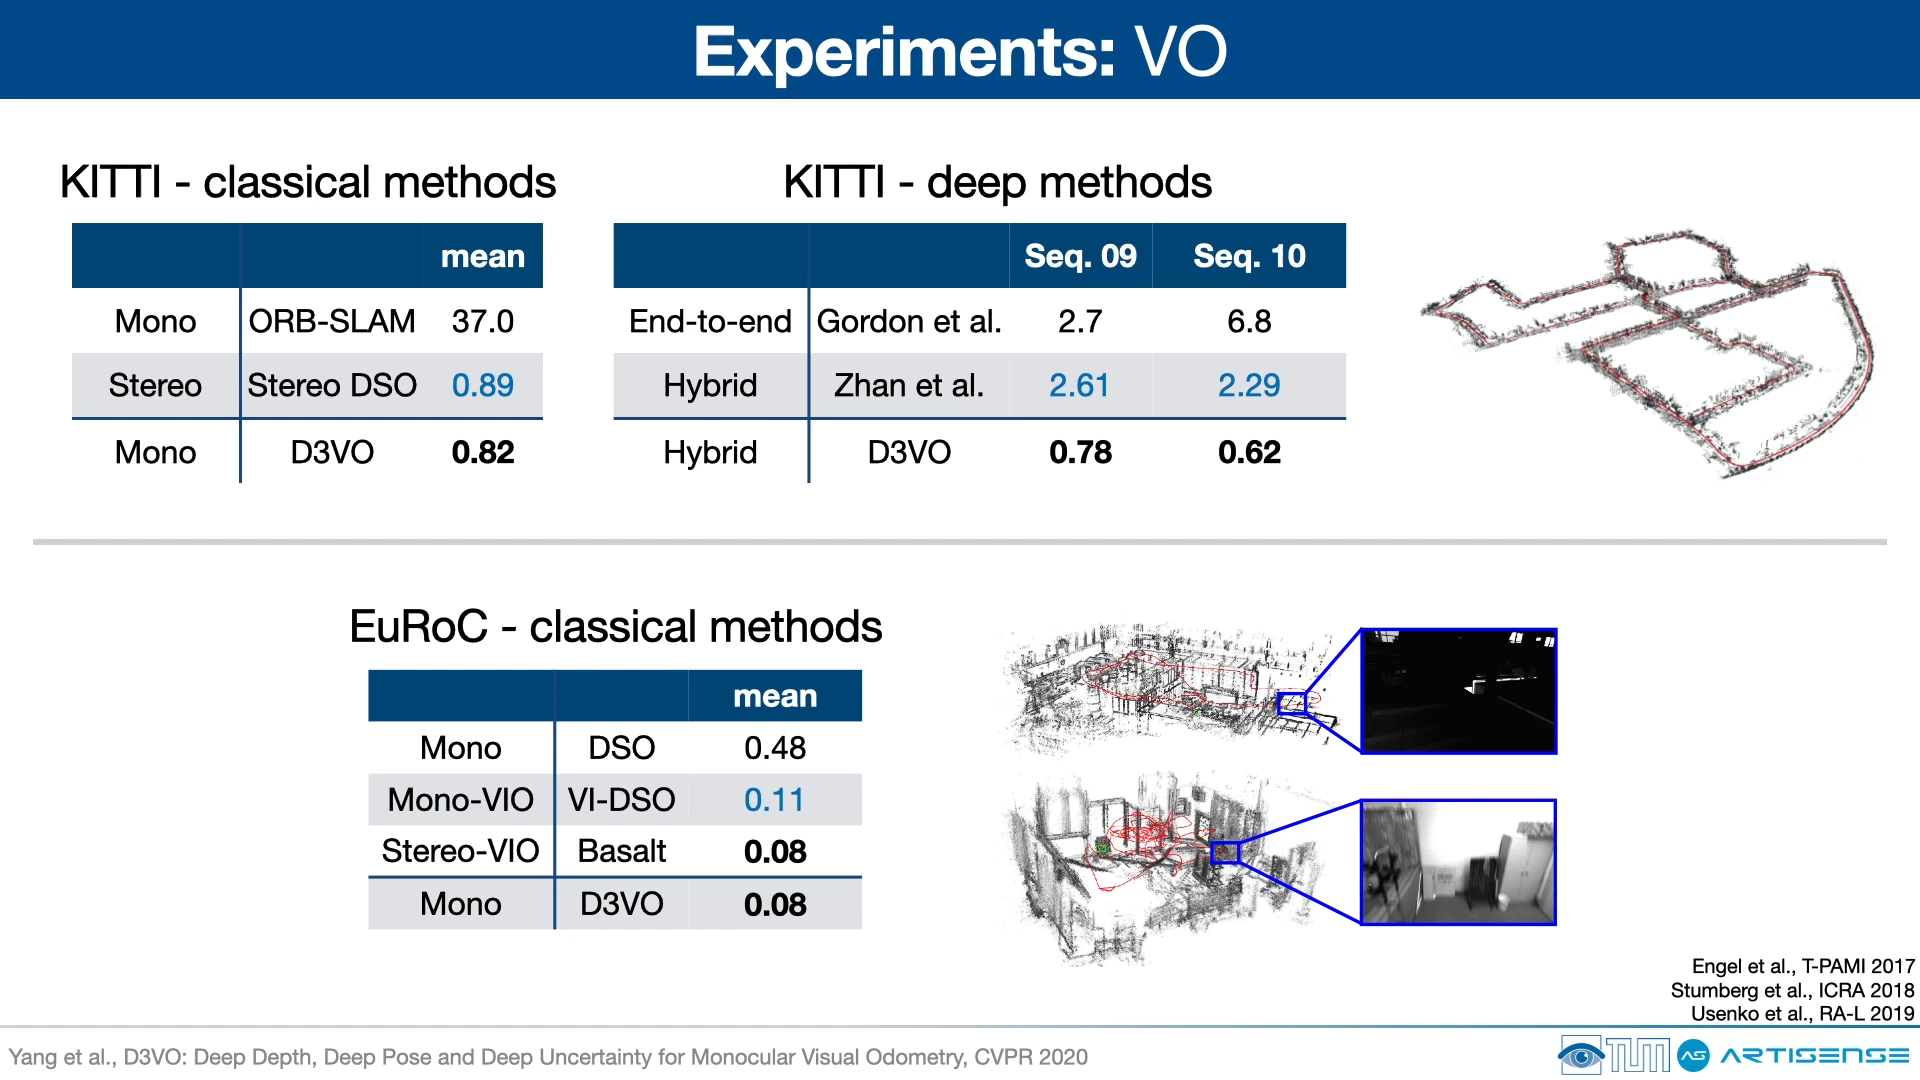 Experiments: VO
KITTI - classical methods
mean
Mono ORB-SLAM 37.0
Stereo Stereo DSO 0.89
Mono D3VO 0.82
KITTI - deep methods
Seq. 09 Seq. 10
End-to-end Gordon et al. 2.7 6.8
Hybrid Zhan et al. 2.61 2.29
Hybrid D3VO 0.78 0.62
EuRoC - classical methods
mean
Mono DSO 0.48
Mono-VIO VI-DSO 0.11
Stereo-VIO Basalt 0.08
Mono D3VO 0.08
Engel et al., T-PAMI 2017
Stumberg et al., ICRA 2018
Usenko et al., RA-L 2019
Yang et al., D3VO: Deep Depth, Deep Pose and Deep Uncertainty for Monocular Visual Odometry, CVPR 2020
TUM AS ARTISENSE